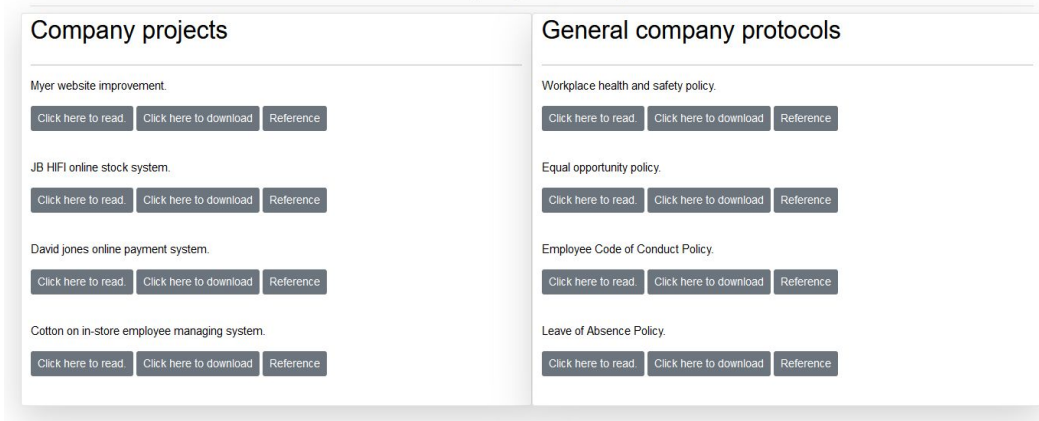 Company projects
Myer website improvement.
Click here to read. Click here to download Reference
JB HIFI online stock system.
Click here to read. Click here to download Reference
David jones online payment system.
Click here to read. Click here to download Reference
Cotton on in-store employee managing system.
Click here to read. Click here to download Reference
General company protocols
Workplace health and safety policy.
Click here to read. Click here to download Reference
Equal opportunity policy.
Click here to read. Click here to download Reference
Employee Code of Conduct Policy.
Click here to read. Click here to download Reference
Leave of Absence Policy.
Click here to read. Click here to download Reference